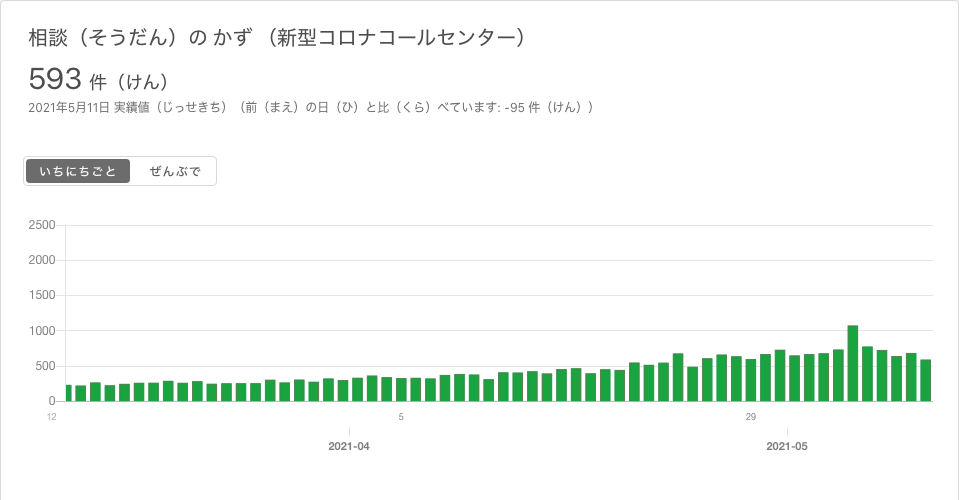 相談（そうだん）の かず （新型コロナコールセンター）
593 件（けん）
2021年5月11日 実績値（じっせきち）（前（まえ）の日（ひ）と比（くら）べています: -95 件（けん））
いちにちごと ぜんぶで
2500
2000
1500
1000
500
0
12 5 29
2021-04 2021-05